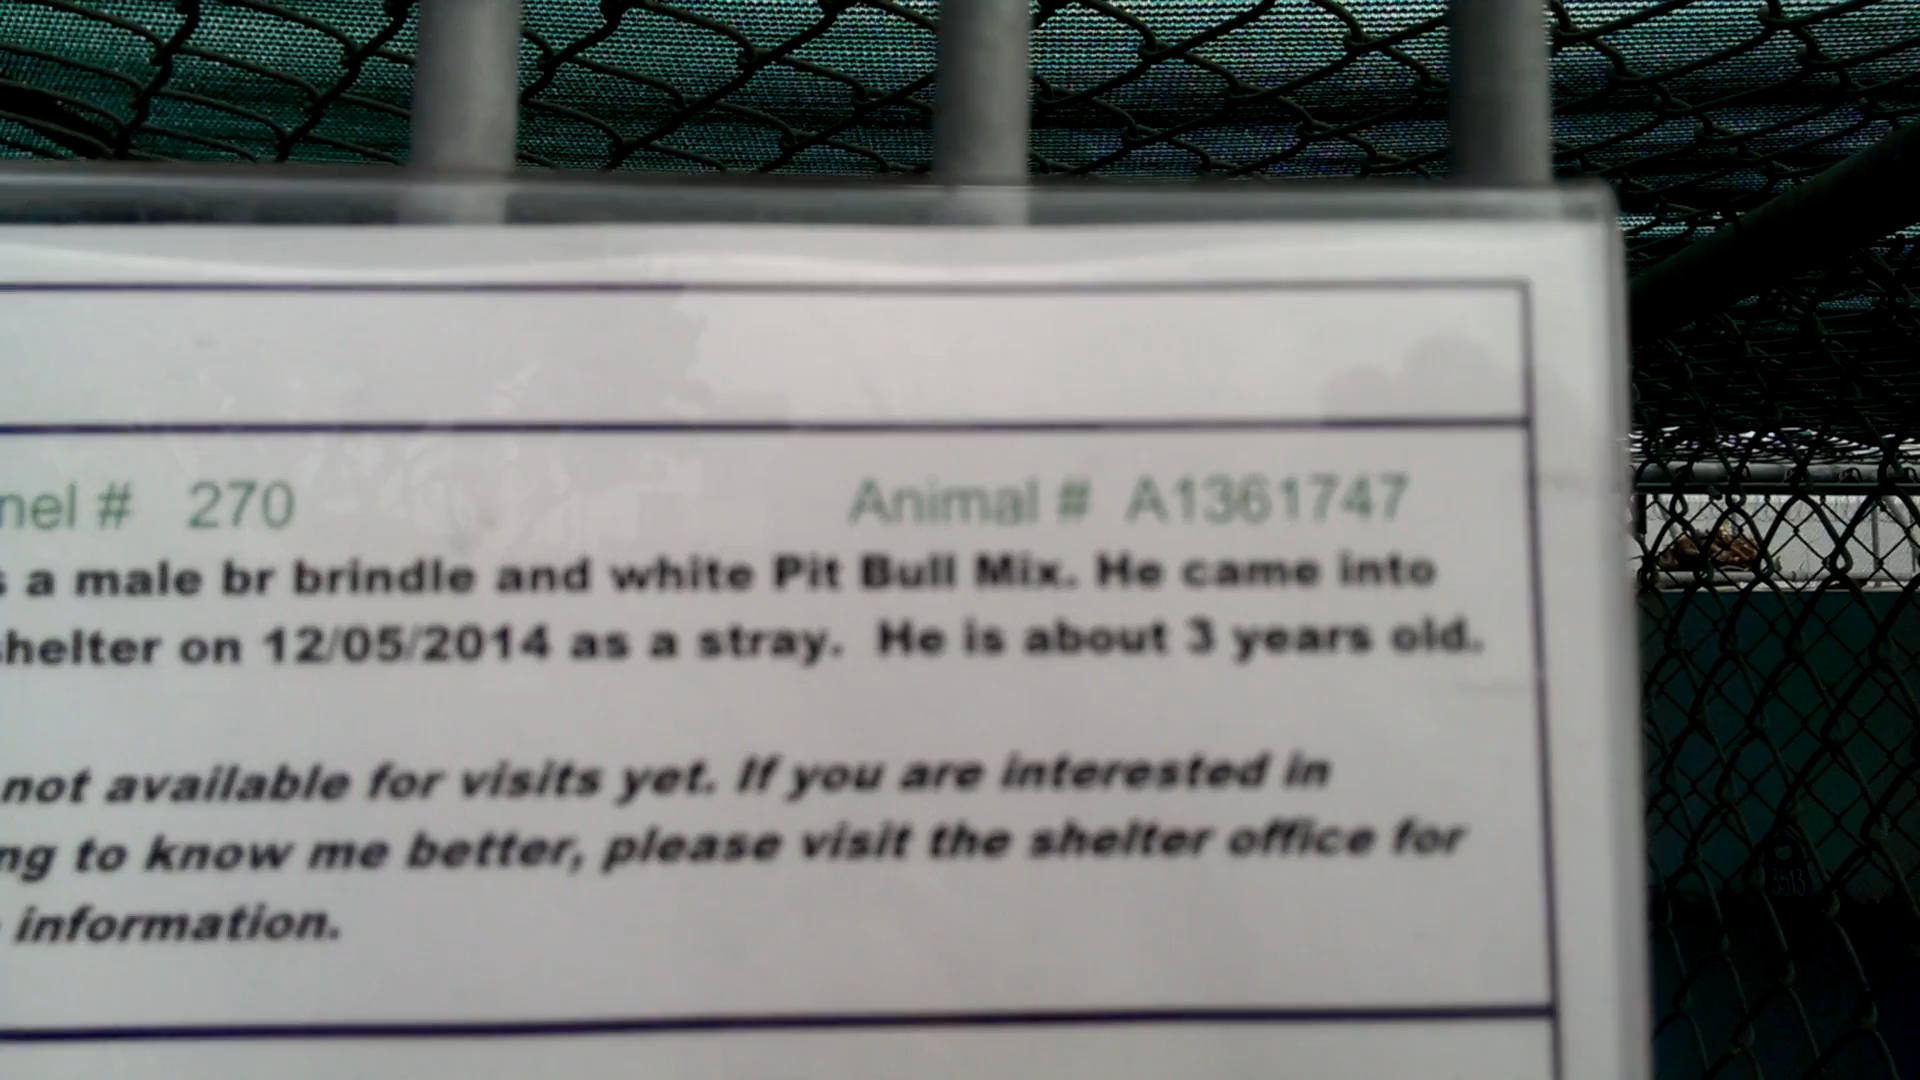 nel # 270 Animal # A1361747
s a male br brindle and white Pit Bull Mix. He came into
shelter on 12/05/2014 as a stray. He is about 3 years old.
not available for visits yet. If you are interested in
ng to know me better, please visit the shelter office for
information.
3513